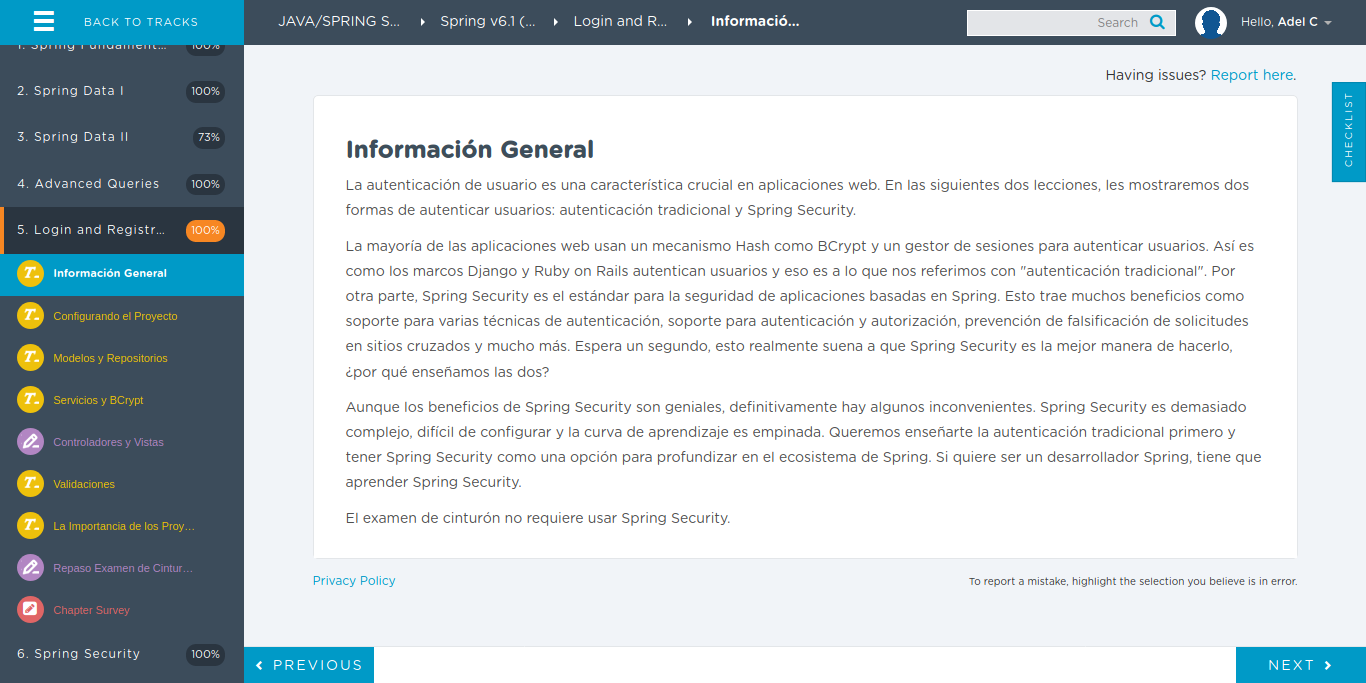 BACK TO TRACKS
JAVA/SPRING S...
Spring v6.1 (...
Login and R...
Informació...
Search
Hello, Adel C
1. Spring Fundament... 100%
2. Spring Data I 100%
3. Spring Data II 73%
4. Advanced Queries 100%
5. Login and Registr... 100%
Información General
Configurando el Proyecto
Modelos y Repositorios
Servicios y BCrypt
Controladores y Vistas
Validaciones
La Importancia de los Proy...
Repaso Examen de Cintur...
Chapter Survey
6. Spring Security 100%
Having issues? Report here.
CHECKLIST
Información General
La autenticación de usuario es una característica crucial en aplicaciones web. En las siguientes dos lecciones, les mostraremos dos
formas de autenticar usuarios: autenticación tradicional y Spring Security.
La mayoría de las aplicaciones web usan un mecanismo Hash como BCrypt y un gestor de sesiones para autenticar usuarios. Así es
como los marcos Django y Ruby on Rails autentican usuarios y eso es a lo que nos referimos con "autenticación tradicional". Por
otra parte, Spring Security es el estándar para la seguridad de aplicaciones basadas en Spring. Esto trae muchos beneficios como
soporte para varias técnicas de autenticación, soporte para autenticación y autorización, prevención de falsificación de solicitudes
en sitios cruzados y mucho más. Espera un segundo, esto realmente suena a que Spring Security es la mejor manera de hacerlo,
¿por qué enseñamos las dos?
Aunque los beneficios de Spring Security son geniales, definitivamente hay algunos inconvenientes. Spring Security es demasiado
complejo, difícil de configurar y la curva de aprendizaje es empinada. Queremos enseñarte la autenticación tradicional primero y
tener Spring Security como una opción para profundizar en el ecosistema de Spring. Si quiere ser un desarrollador Spring, tiene que
aprender Spring Security.
El examen de cinturón no requiere usar Spring Security.
Privacy Policy
To report a mistake, highlight the selection you believe is in error.
PREVIOUS
NEXT